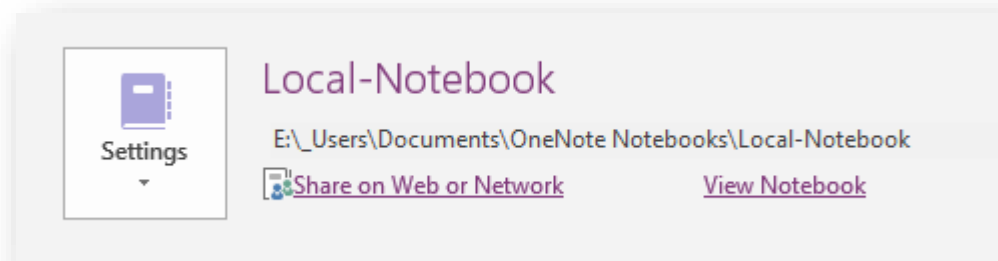 Local-Notebook
E:\_Users\Documents\OneNote Notebooks\Local-Notebook
Settings
Share on Web or Network View Notebook